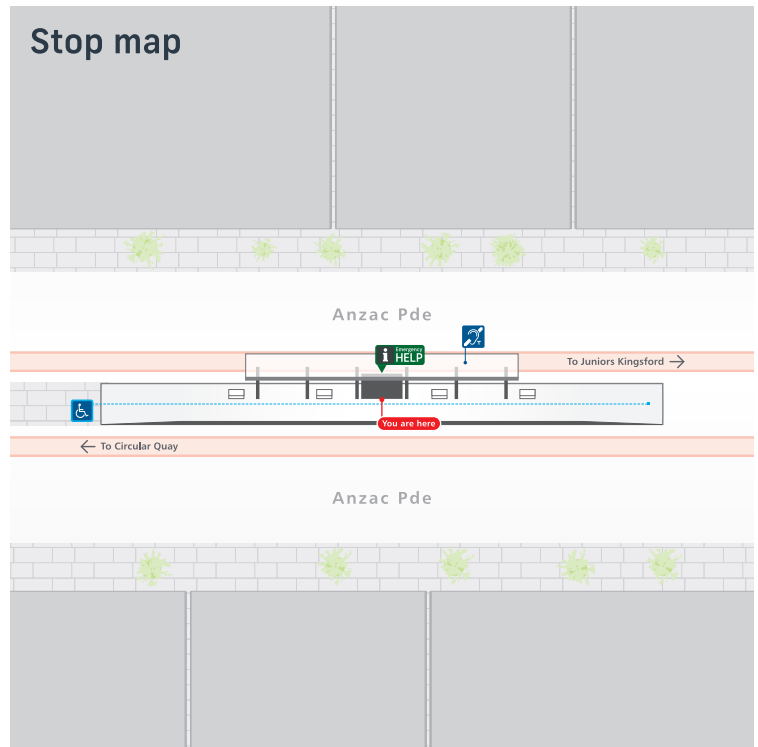 Stop map
Anzac Pde
i
Emergency
HELP
To Juniors Kingsford →
You are here
← To Circular Quay
Anzac Pde